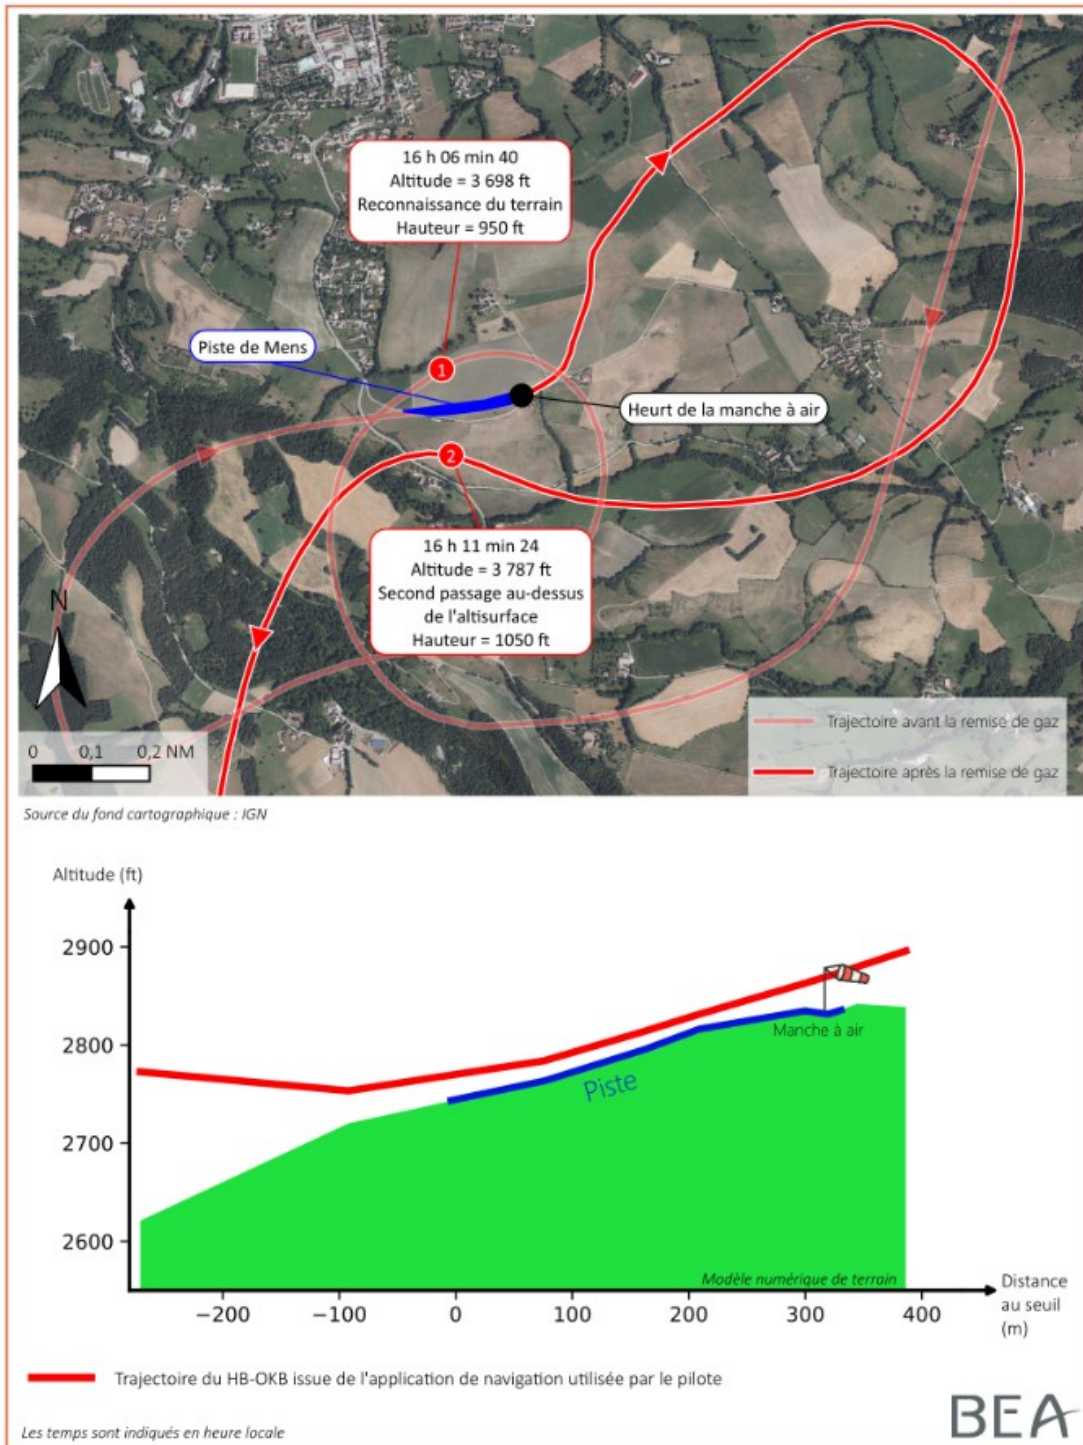 16 h 06 min 40
Altitude = 3 698 ft
Reconnaissance du terrain
Hauteur = 950 ft
Piste de Mens
1
Heurt de la manche à air
2
16 h 11 min 24
Altitude = 3 787 ft
Second passage au-dessus
de l'altisurface
Hauteur = 1050 ft
N
0 0,1 0,2 NM
Trajectoire avant la remise de gaz
Trajectoire après la remise de gaz
Source du fond cartographique : IGN
Altitude (ft)
2900
2800
2700
2600
Manche à air
Piste
Modèle numérique de terrain
−200 −100 0 100 200 300 400
Distance
au seuil
(m)
Trajectoire du HB-OKB issue de l'application de navigation utilisée par le pilote
Les temps sont indiqués en heure locale
BEA